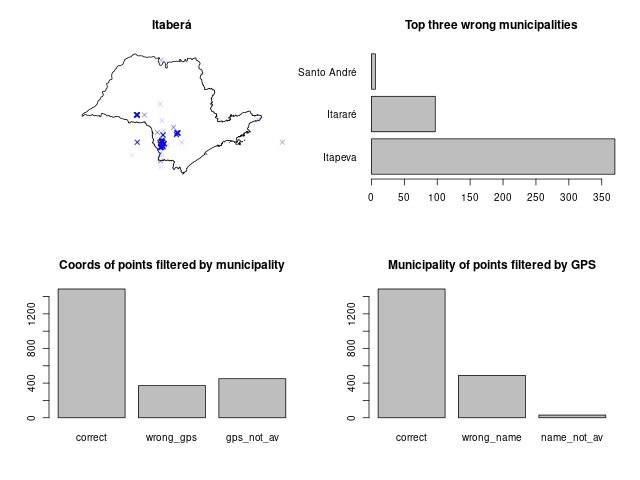 Itaberá
Top three wrong municipalities
Santo André
Itararé
Itapeva
0 50 100 150 200 250 300 350
Coords of points filtered by municipality
0 400 800 1200
correct wrong_gps gps_not_av
Municipality of points filtered by GPS
0 400 800 1200
correct wrong_name name_not_av